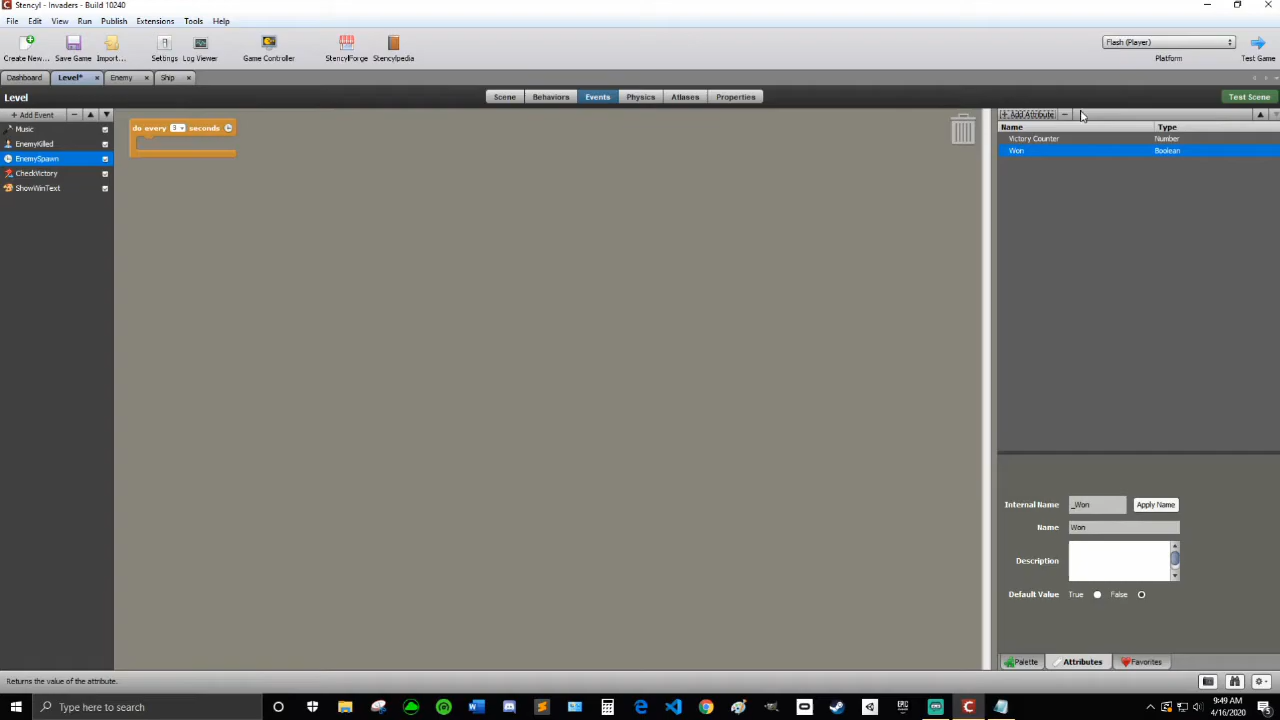 Stencyl - Invaders - Build 10240
File Edit View Run Publish Extensions Tools Help
Create New... Save Game Import... Settings Log Viewer Game Controller StencylForge Stencylpedia
Flash (Player)
Platform
Test Game
Dashboard Level* Enemy Ship
Level
Scene Behaviors Events Physics Atlases Properties
Test Scene
+ Add Event
Music
EnemyKilled
EnemySpawn
CheckVictory
ShowWinText
do every 3 seconds
+ Add Attribute
Name Type
Victory Counter Number
Won Boolean
Internal Name _Won Apply Name
Name Won
Description
Default Value True False
Palette Attributes Favorites
Returns the value of the attribute.
Type here to search
9:49 AM
4/16/2020